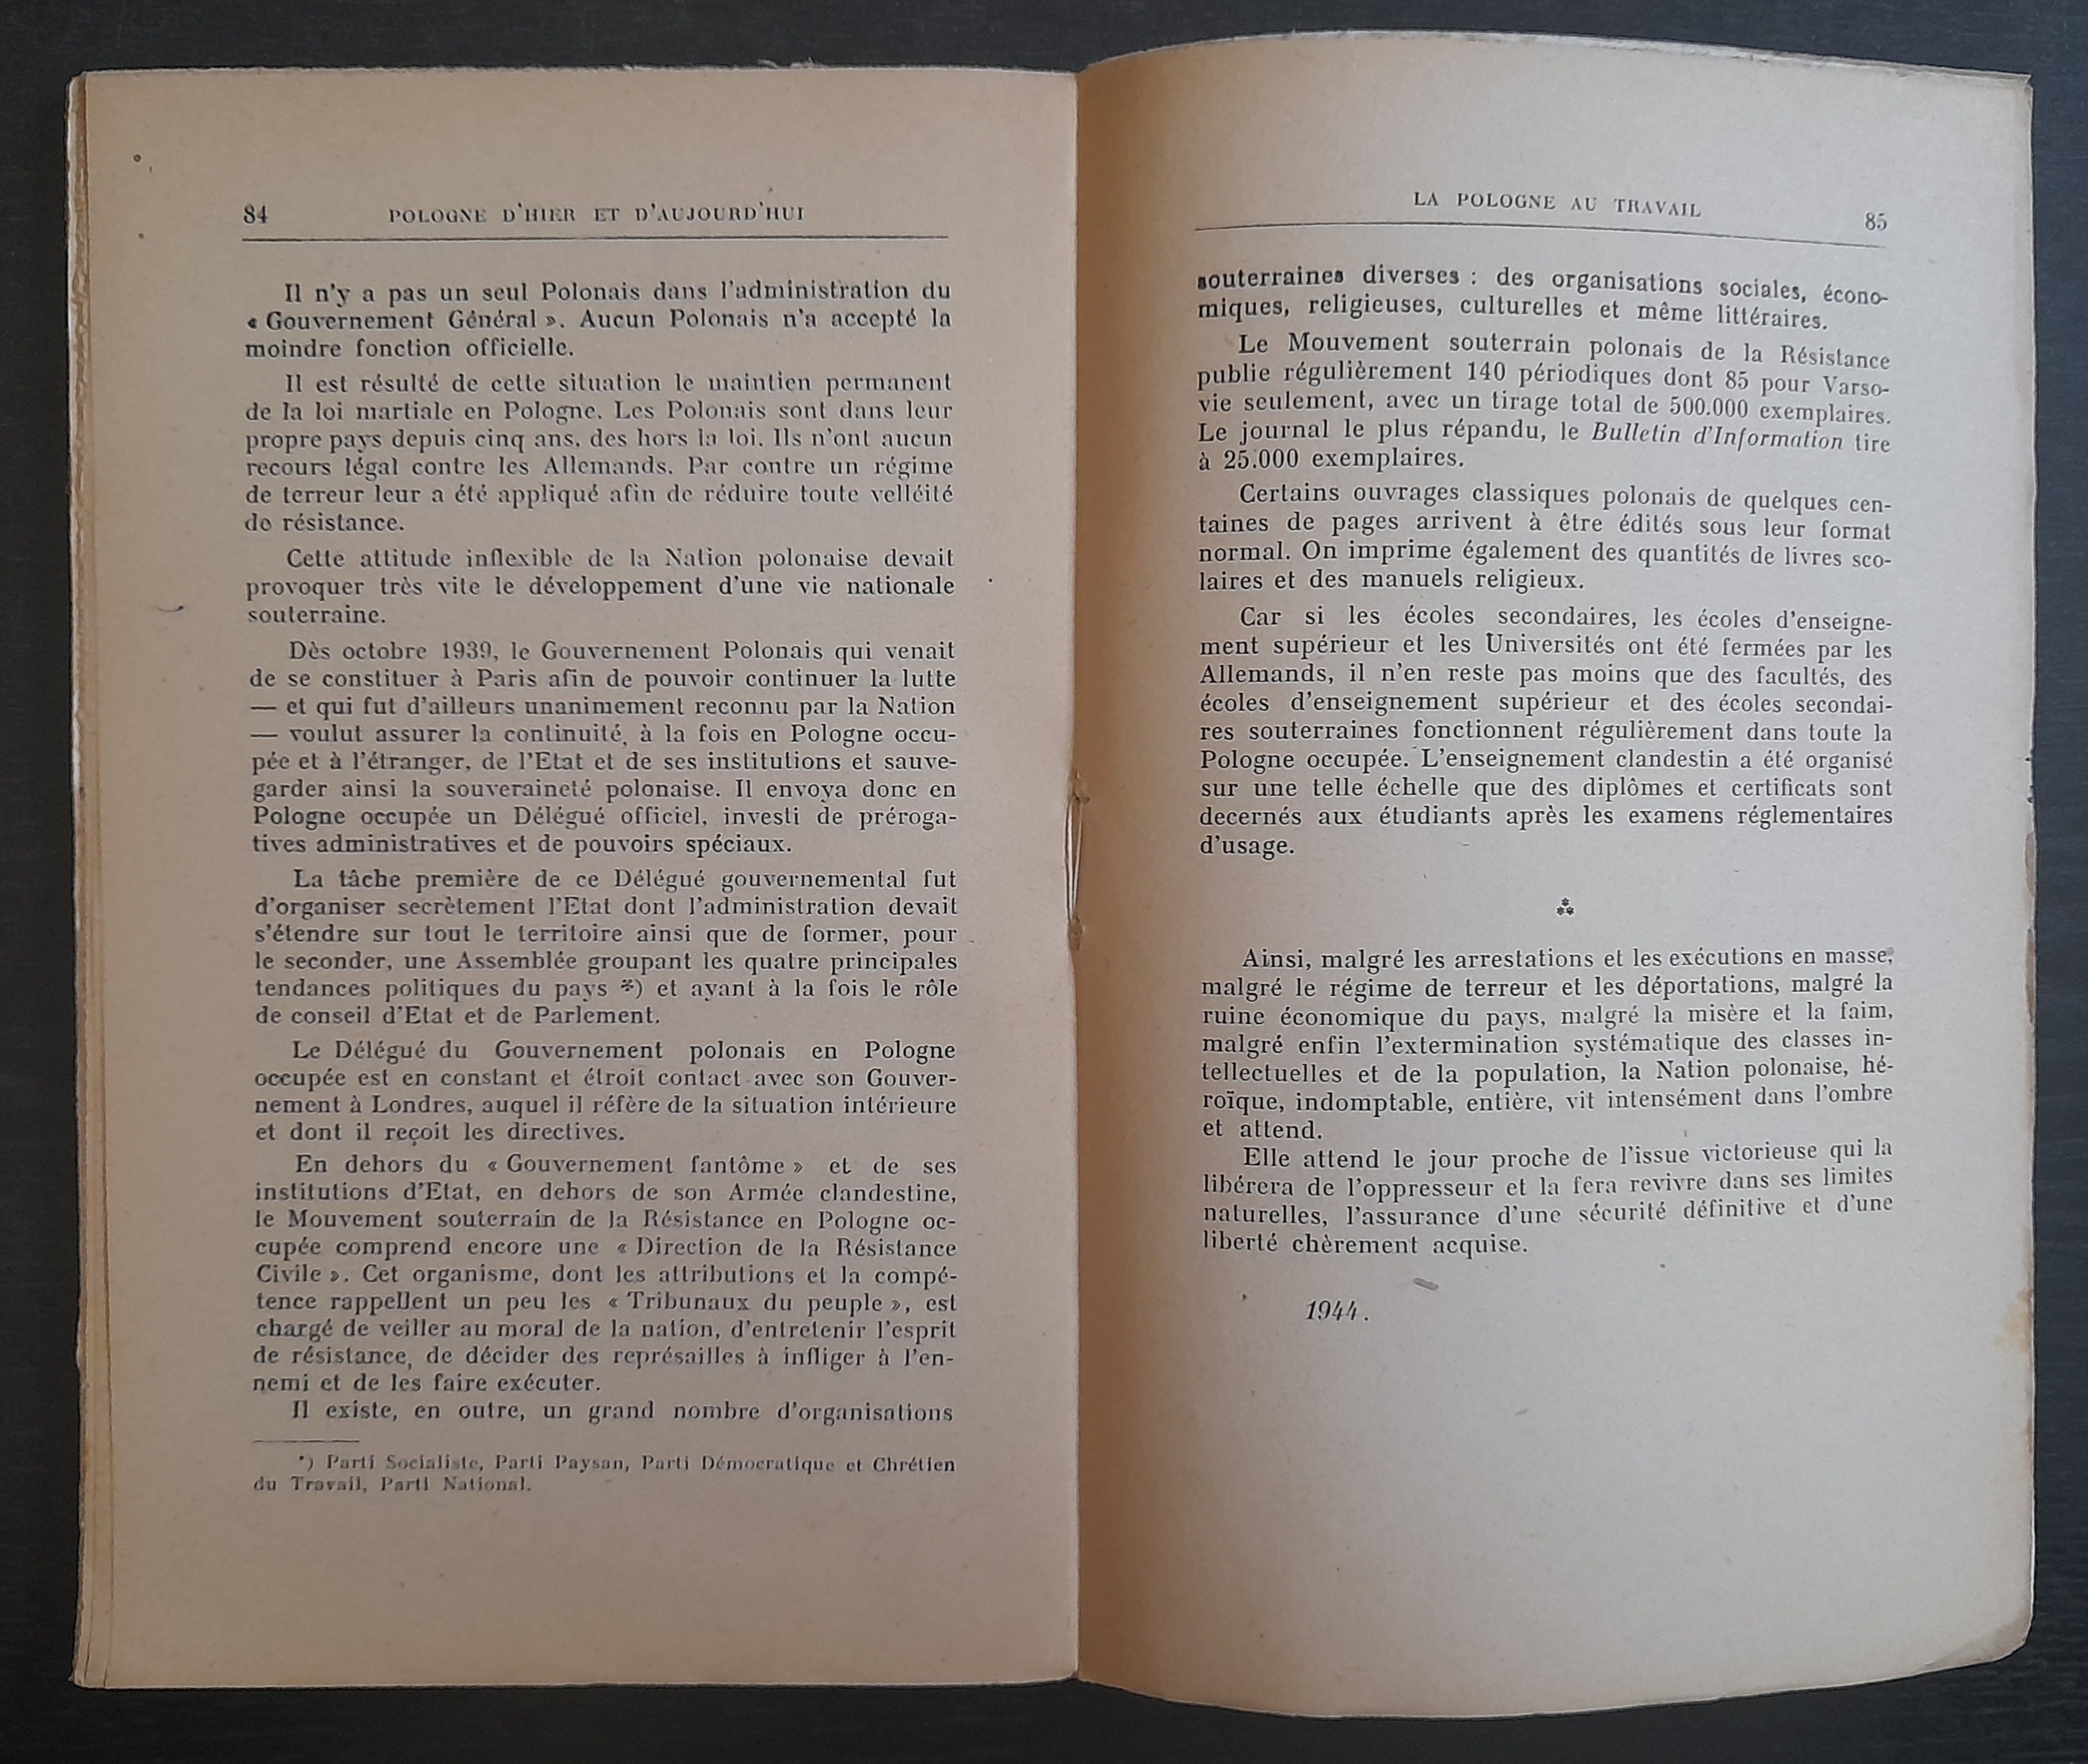 84 POLOGNE D'HIER ET D'AUJOURD'HUI
Il n'y a pas un seul Polonais dans l'administration du
« Gouvernement Général ». Aucun Polonais n'a accepté la
moindre fonction officielle.
Il est résulté de cette situation le maintien permanent
de la loi martiale en Pologne. Les Polonais sont dans leur
propre pays depuis cinq ans, des hors la loi. Ils n'ont aucun
recours légal contre les Allemands. Par contre un régime
de terreur leur a été appliqué afin de réduire toute velléité
de résistance.
Cette attitude inflexible de la Nation polonaise devait
provoquer très vite le développement d'une vie nationale
souterraine.
Dès octobre 1939, le Gouvernement Polonais qui venait
de se constituer à Paris afin de pouvoir continuer la lutte
— et qui fut d'ailleurs unanimement reconnu par la Nation
— voulut assurer la continuité, à la fois en Pologne occu-
pée et à l'étranger, de l'Etat et de ses institutions et sauve-
garder ainsi la souveraineté polonaise. Il envoya donc en
Pologne occupée un Délégué officiel, investi de préroga-
tives administratives et de pouvoirs spéciaux.
La tâche première de ce Délégué gouvernemental fut
d'organiser secrètement l'Etat dont l'administration devait
s'étendre sur tout le territoire ainsi que de former, pour
le seconder, une Assemblée groupant les quatre principales
tendances politiques du pays *) et ayant à la fois le rôle
de conseil d'Etat et de Parlement.
Le Délégué du Gouvernement polonais en Pologne
occupée est en constant et étroit contact avec son Gouver-
nement à Londres, auquel il réfère de la situation intérieure
et dont il reçoit les directives.
En dehors du « Gouvernement fantôme » et de ses
institutions d'Etat, en dehors de son Armée clandestine,
le Mouvement souterrain de la Résistance en Pologne oc-
cupée comprend encore une « Direction de la Résistance
Civile ». Cet organisme, dont les attributions et la compé-
tence rappellent un peu les « Tribunaux du peuple », est
chargé de veiller au moral de la nation, d'entretenir l'esprit
de résistance, de décider des représailles à infliger à l'en-
nemi et de les faire exécuter.
Il existe, en outre, un grand nombre d'organisations
*) Parti Socialiste, Parti Paysan, Parti Démocratique et Chrétien
du Travail, Parti National.
LA POLOGNE AU TRAVAIL 85
souterraines diverses : des organisations sociales, écono-
miques, religieuses, culturelles et même littéraires.
Le Mouvement souterrain polonais de la Résistance
publie régulièrement 140 périodiques dont 85 pour Varso-
vie seulement, avec un tirage total de 500.000 exemplaires.
Le journal le plus répandu, le Bulletin d'Information tire
à 25.000 exemplaires.
Certains ouvrages classiques polonais de quelques cen-
taines de pages arrivent à être édités sous leur format
normal. On imprime également des quantités de livres sco-
laires et des manuels religieux.
Car si les écoles secondaires, les écoles d'enseigne-
ment supérieur et les Universités ont été fermées par les
Allemands, il n'en reste pas moins que des facultés, des
écoles d'enseignement supérieur et des écoles secondai-
res souterraines fonctionnent régulièrement dans toute la
Pologne occupée. L'enseignement clandestin a été organisé
sur une telle échelle que des diplômes et certificats sont
decernés aux étudiants après les examens réglementaires
d'usage.
⁂
Ainsi, malgré les arrestations et les exécutions en masse,
malgré le régime de terreur et les déportations, malgré la
ruine économique du pays, malgré la misère et la faim,
malgré enfin l'extermination systématique des classes in-
tellectuelles et de la population, la Nation polonaise, hé-
roïque, indomptable, entière, vit intensément dans l'ombre
et attend.
Elle attend le jour proche de l'issue victorieuse qui la
libérera de l'oppresseur et la fera revivre dans ses limites
naturelles, l'assurance d'une sécurité définitive et d'une
liberté chèrement acquise.
1944.